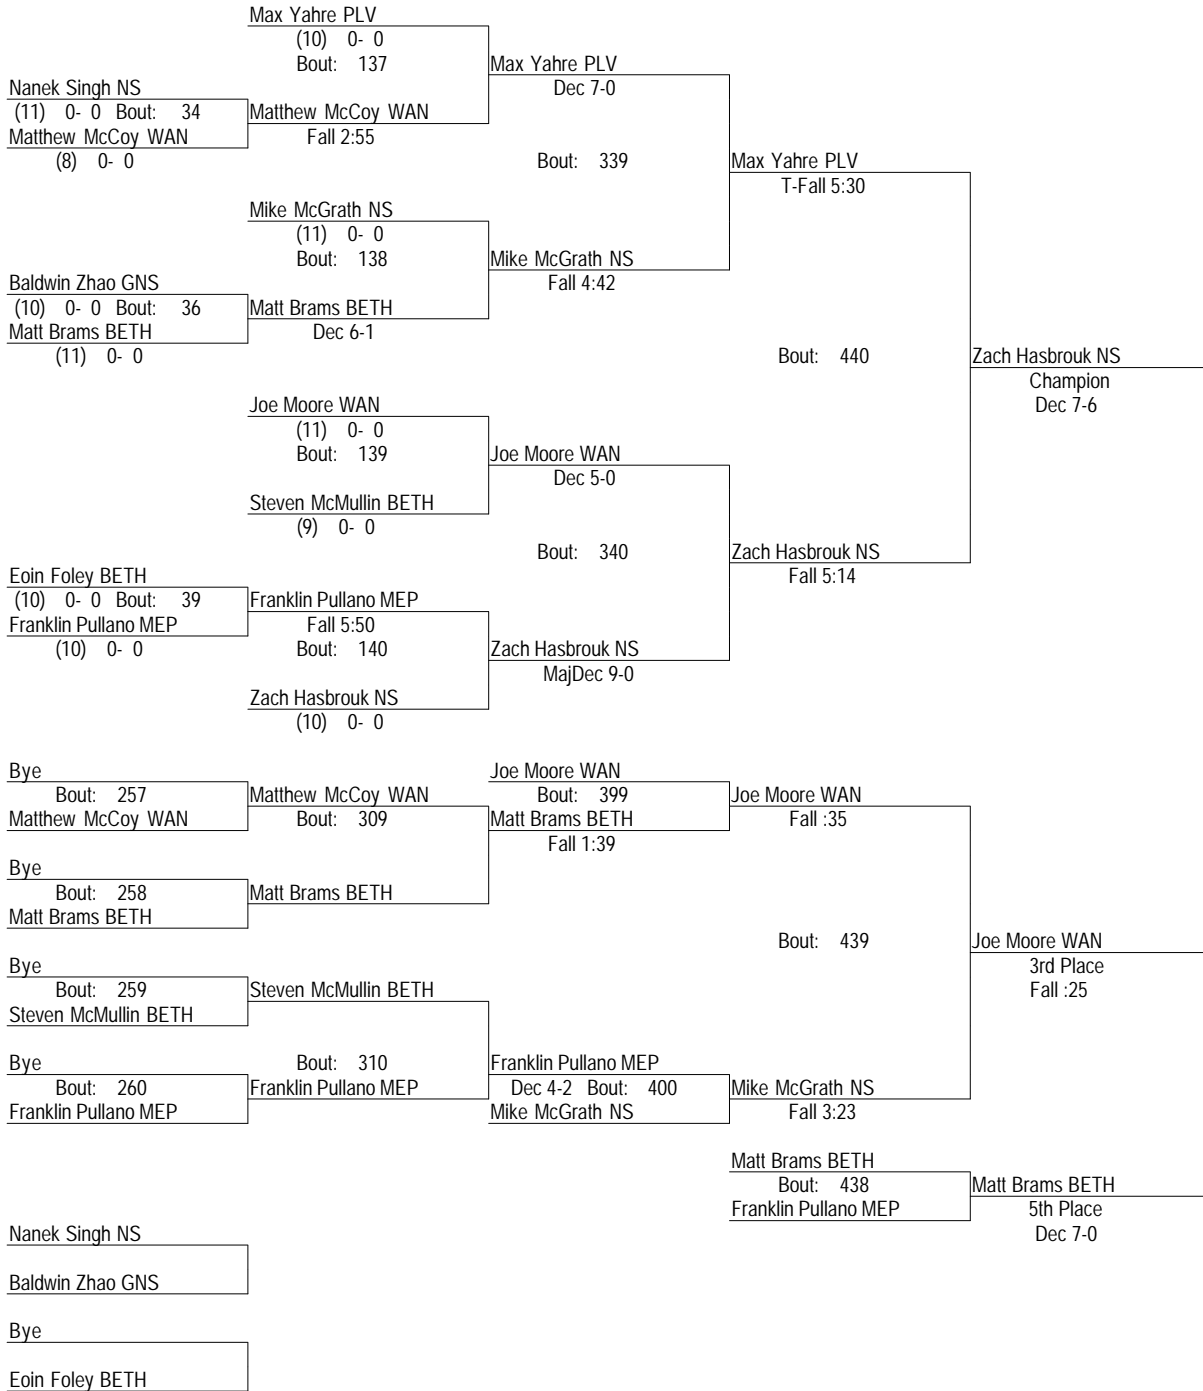 Max Yahre PLV
(10) 0- 0
Bout: 137
Max Yahre PLV
Dec 7-0
Nanek Singh NS
(11) 0- 0 Bout: 34
Matthew McCoy WAN
Matthew McCoy WAN
Fall 2:55
(8) 0- 0
Bout: 339
Max Yahre PLV
T-Fall 5:30
Mike McGrath NS
(11) 0- 0
Bout: 138
Mike McGrath NS
Fall 4:42
Baldwin Zhao GNS
(10) 0- 0 Bout: 36
Matt Brams BETH
Matt Brams BETH
Dec 6-1
(11) 0- 0
Bout: 440
Zach Hasbrouk NS
Champion
Dec 7-6
Joe Moore WAN
(11) 0- 0
Bout: 139
Joe Moore WAN
Dec 5-0
Steven McMullin BETH
(9) 0- 0
Bout: 340
Zach Hasbrouk NS
Fall 5:14
Eoin Foley BETH
(10) 0- 0 Bout: 39
Franklin Pullano MEP
Franklin Pullano MEP
Fall 5:50
(10) 0- 0
Bout: 140
Zach Hasbrouk NS
MajDec 9-0
Zach Hasbrouk NS
(10) 0- 0
Bye
Bout: 257
Matthew McCoy WAN
Matthew McCoy WAN
Bout: 309
Joe Moore WAN
Bout: 399
Matt Brams BETH
Fall 1:39
Joe Moore WAN
Fall :35
Bye
Bout: 258
Matt Brams BETH
Matt Brams BETH
Bout: 439
Joe Moore WAN
3rd Place
Fall :25
Bye
Bout: 259
Steven McMullin BETH
Steven McMullin BETH
Bye
Bout: 260
Franklin Pullano MEP
Bout: 310
Franklin Pullano MEP
Franklin Pullano MEP
Dec 4-2 Bout: 400
Mike McGrath NS
Mike McGrath NS
Fall 3:23
Matt Brams BETH
Bout: 438
Franklin Pullano MEP
Matt Brams BETH
5th Place
Dec 7-0
Nanek Singh NS
Baldwin Zhao GNS
Bye
Eoin Foley BETH